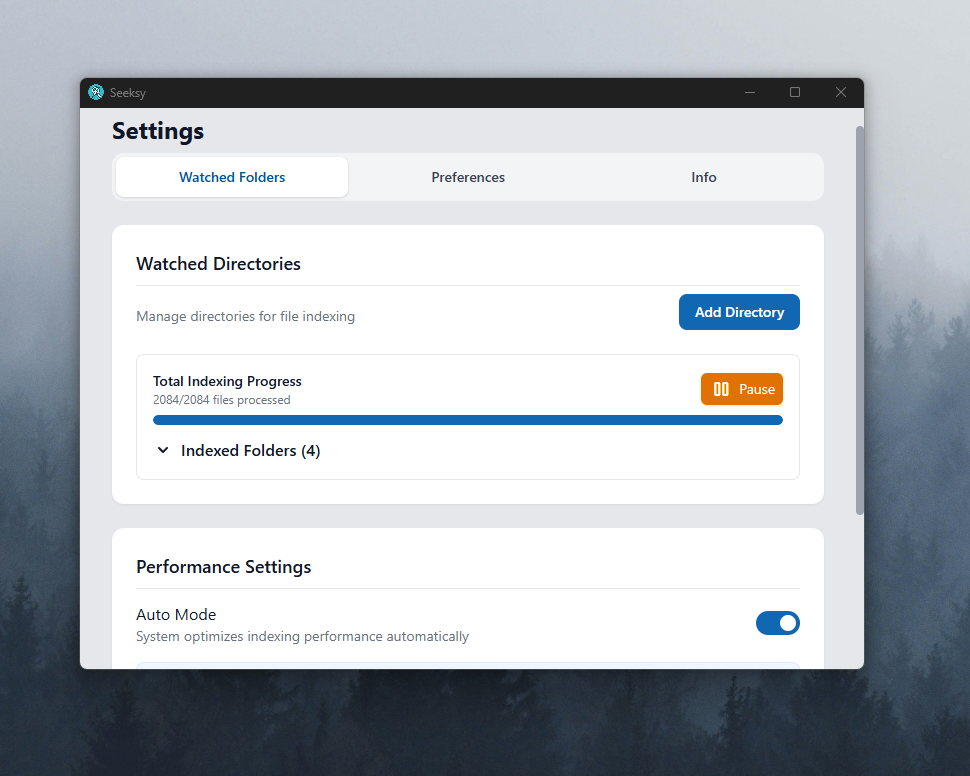 Seeksy
Settings
Watched Folders
Preferences
Info
Watched Directories
Manage directories for file indexing
Add Directory
Total Indexing Progress
2084/2084 files processed
Pause
Indexed Folders (4)
Performance Settings
Auto Mode
System optimizes indexing performance automatically